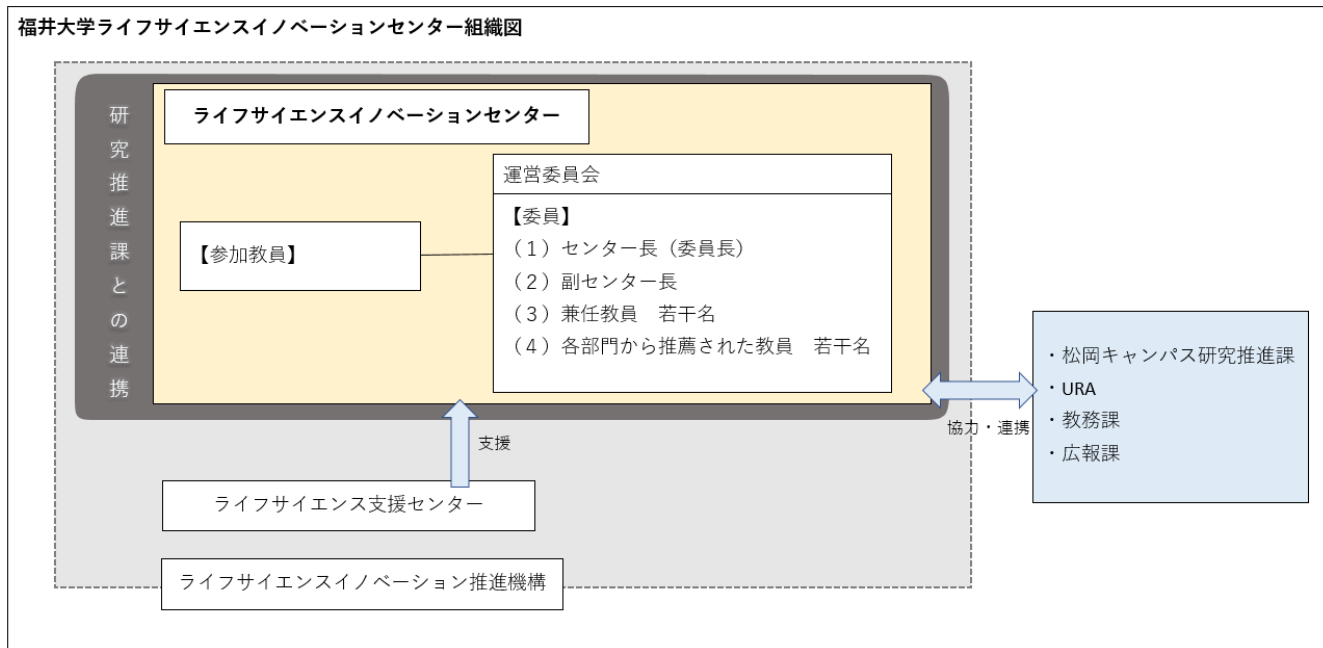 福井大学ライフサイエンスイノベーションセンター組織図
研究推進課との連携
ライフサイエンスイノベーションセンター
【参加教員】
運営委員会
【委員】
（１）センター長（委員長）
（２）副センター長
（３）兼任教員　若干名
（４）各部門から推薦された教員　若干名
協力・連携
・松岡キャンパス研究推進課
・URA
・教務課
・広報課
支援
ライフサイエンス支援センター
ライフサイエンスイノベーション推進機構